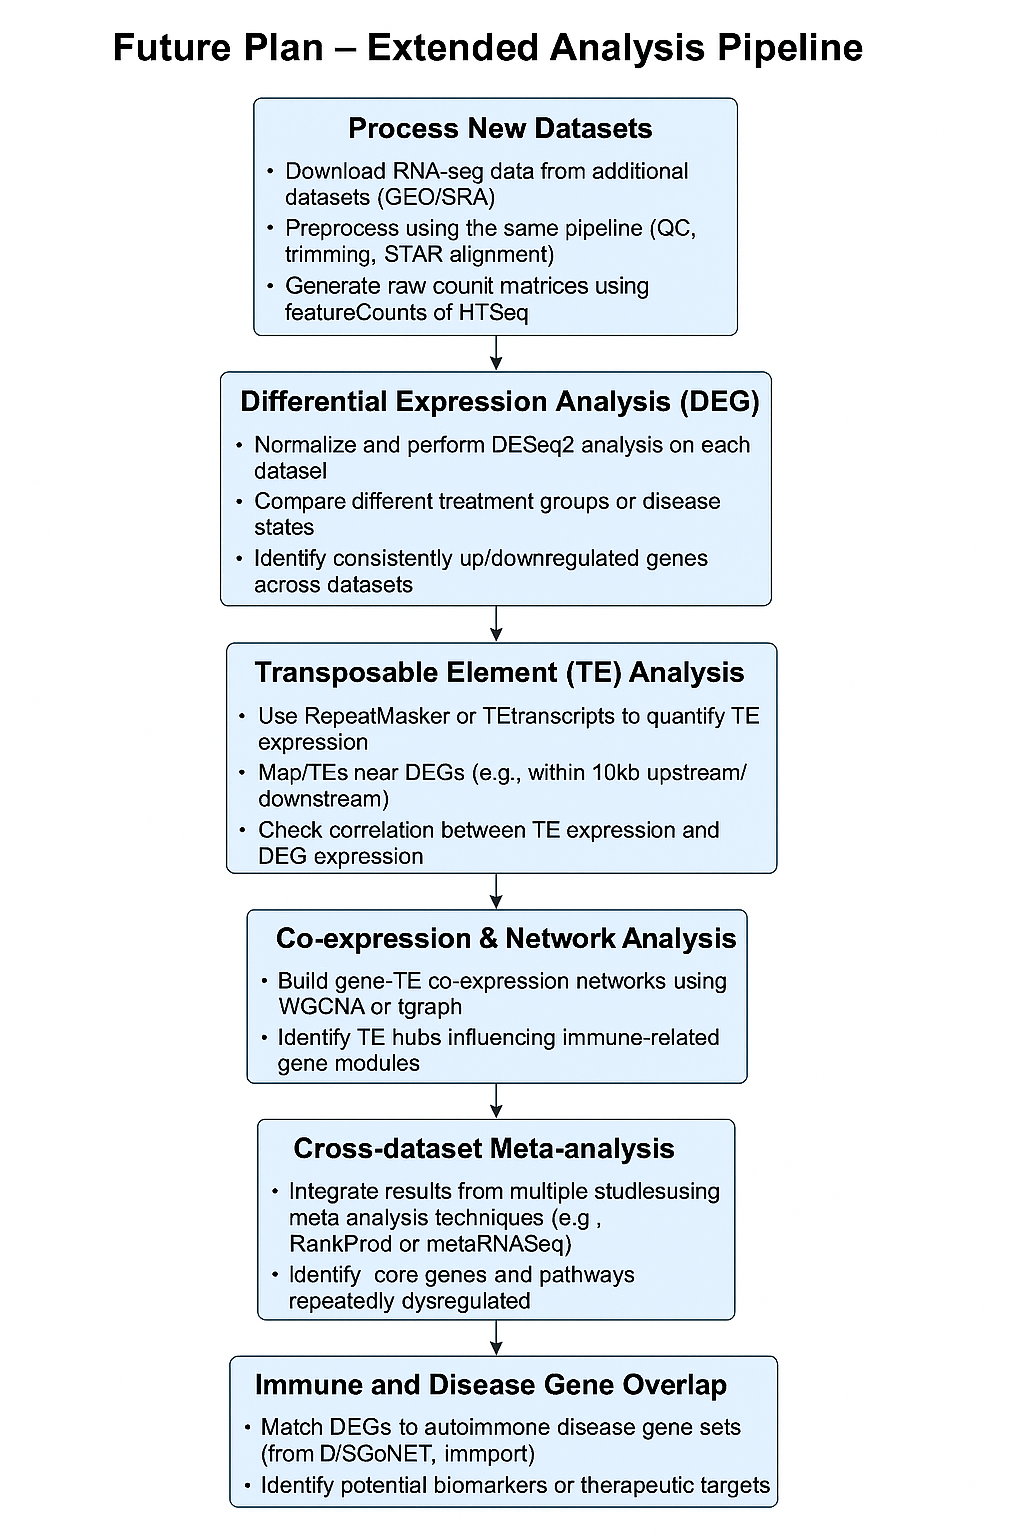 Future Plan – Extended Analysis Pipeline
Process New Datasets
• Download RNA-seg data from additional
datasets (GEO/SRA)
• Preprocess using the same pipeline (QC,
trimming, STAR alignment)
• Generate raw counit matrices using
featureCounts of HTSeq
Differential Expression Analysis (DEG)
• Normalize and perform DESeq2 analysis on each
datasel
• Compare different treatment groups or disease
states
• Identify consistently up/downregulated genes
across datasets
Transposable Element (TE) Analysis
• Use RepeatMasker or TEtranscripts to quantify TE
expression
• Map/TEs near DEGs (e.g., within 10kb upstream/
downstream)
• Check correlation between TE expression and
DEG expression
Co-expression & Network Analysis
• Build gene-TE co-expression networks using
WGCNA or tgraph
• Identify TE hubs influencing immune-related
gene modules
Cross-dataset Meta-analysis
• Integrate results from multiple studlesusing
meta analysis techniques (e.g ,
RankProd or metaRNASeq)
• Identify core genes and pathways
repeatedly dysregulated
Immune and Disease Gene Overlap
• Match DEGs to autoimmone disease gene sets
(from D/SGoNET, immport)
• Identify potential biomarkers or therapeutic targets